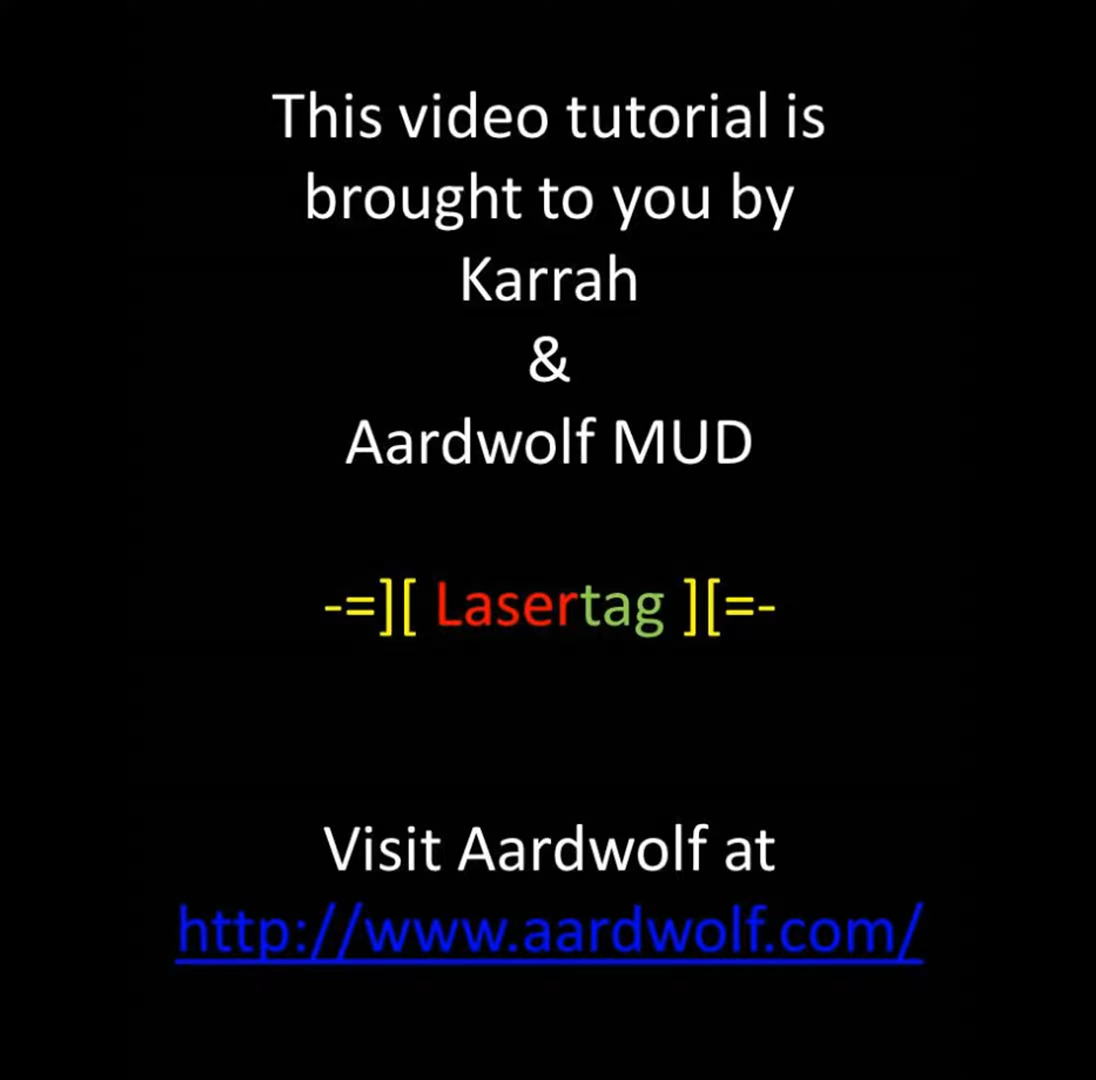 This video tutorial is
brought to you by
Karrah
&
Aardwolf MUD
-=][ Lasertag ][=-
Visit Aardwolf at
http://www.aardwolf.com/